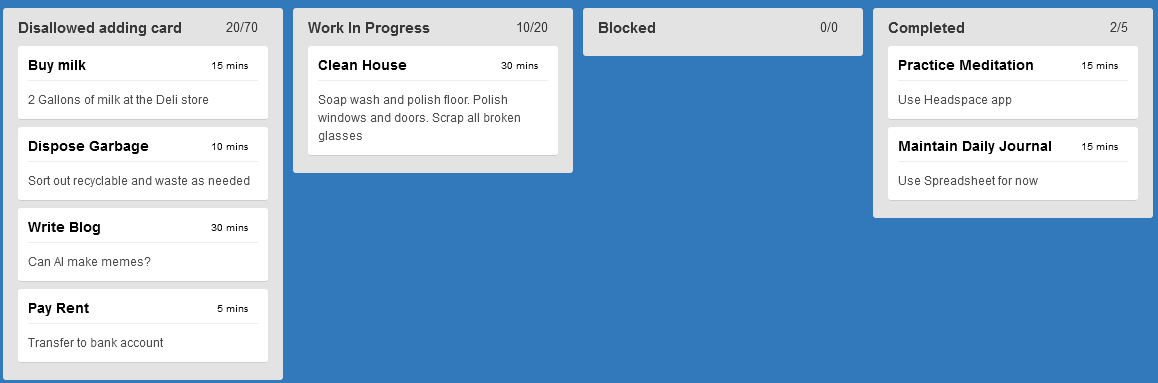 Disallowed adding card 20/70
Buy milk 15 mins
2 Gallons of milk at the Deli store
Dispose Garbage 10 mins
Sort out recyclable and waste as needed
Write Blog 30 mins
Can AI make memes?
Pay Rent 5 mins
Transfer to bank account
Work In Progress 10/20
Clean House 30 mins
Soap wash and polish floor. Polish
windows and doors. Scrap all broken
glasses
Blocked 0/0
Completed 2/5
Practice Meditation 15 mins
Use Headspace app
Maintain Daily Journal 15 mins
Use Spreadsheet for now